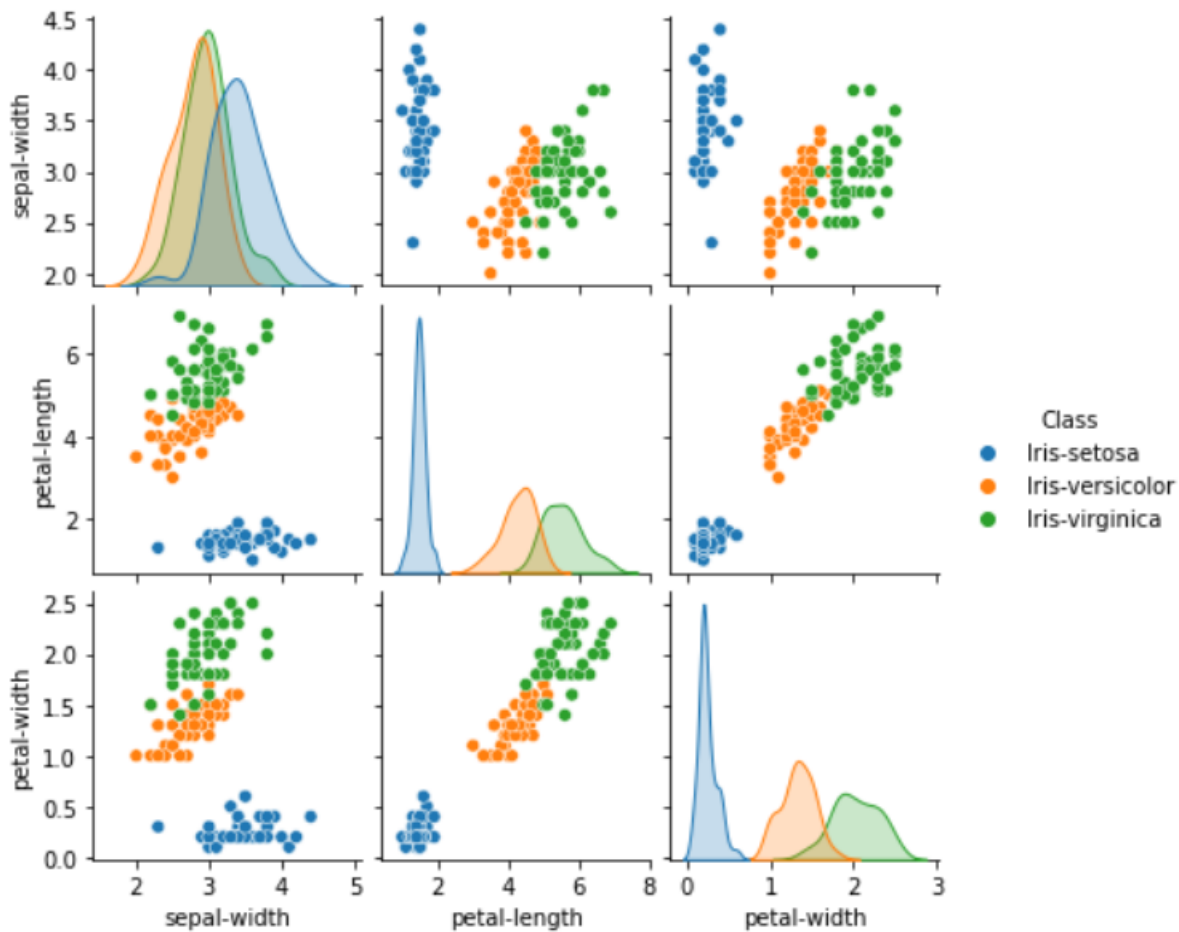 4.5
4.0
3.5
3.0
2.5
2.0
sepal-width
6
4
2
petal-length
Class
Iris-setosa
Iris-versicolor
Iris-virginica
2.5
2.0
1.5
1.0
0.5
0.0
petal-width
2 3 4 5
2 4 6 8
0 1 2 3
sepal-width
petal-length
petal-width